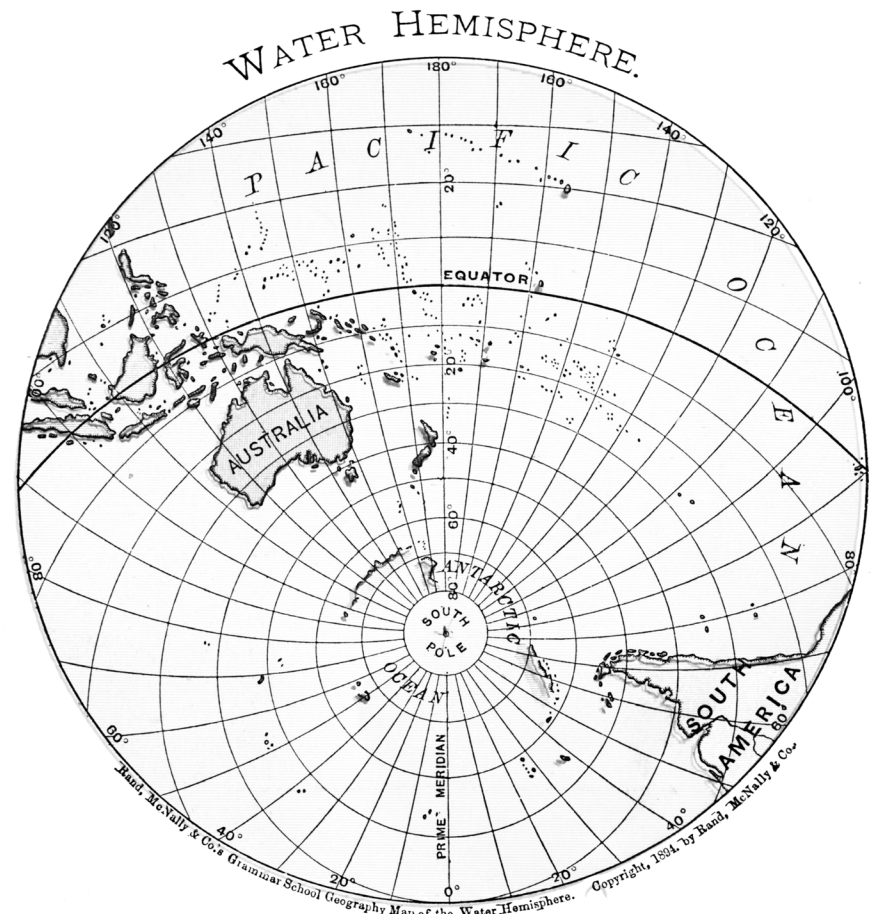 WATER HEMISPHERE.
180°
160°
160°
140°
140°
120°
120°
PACIFIC OCEAN
20°
EQUATOR
20°
100°
AUSTRALIA
40°
60°
80°
80°
80°
ANTARCTIC OCEAN
SOUTH
POLE
SOUTH
AMERICA
60°
60°
PRIME MERIDIAN
40°
40°
20°
20°
0°
Rand, McNally & Co.'s Grammar School Geography Map of the Water Hemisphere.
Copyright, 1894, by Rand, McNally & Co.